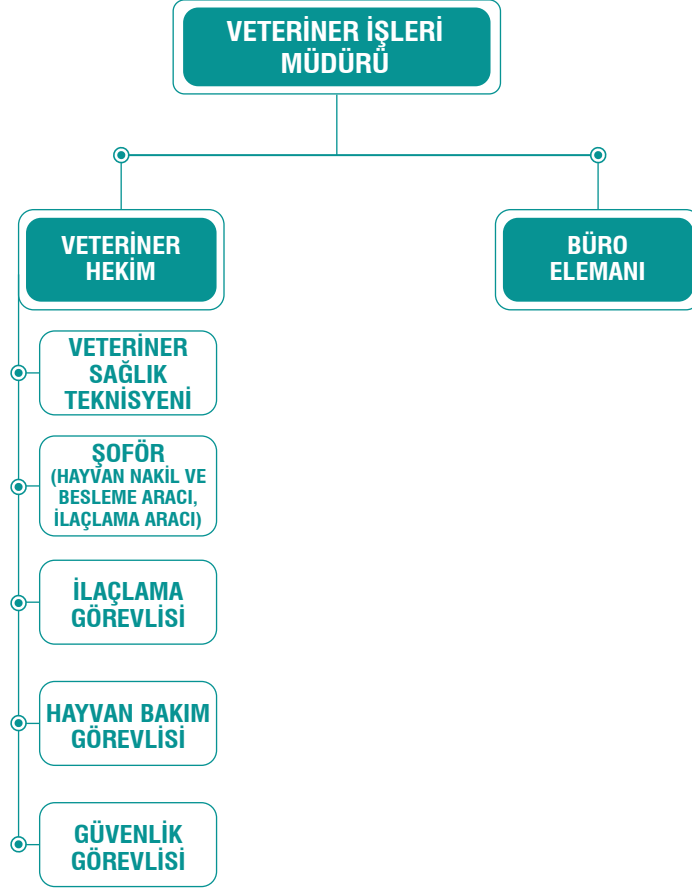 VETERİNER İŞLERİ
MÜDÜRÜ
VETERİNER
HEKİM
BÜRO
ELEMANI
VETERİNER
SAĞLIK
TEKNİSYENİ
ŞOFÖR
(HAYVAN NAKİL VE
BESLEME ARACI,
İLAÇLAMA ARACI)
İLAÇLAMA
GÖREVLİSİ
HAYVAN BAKIM
GÖREVLİSİ
GÜVENLİK
GÖREVLİSİ